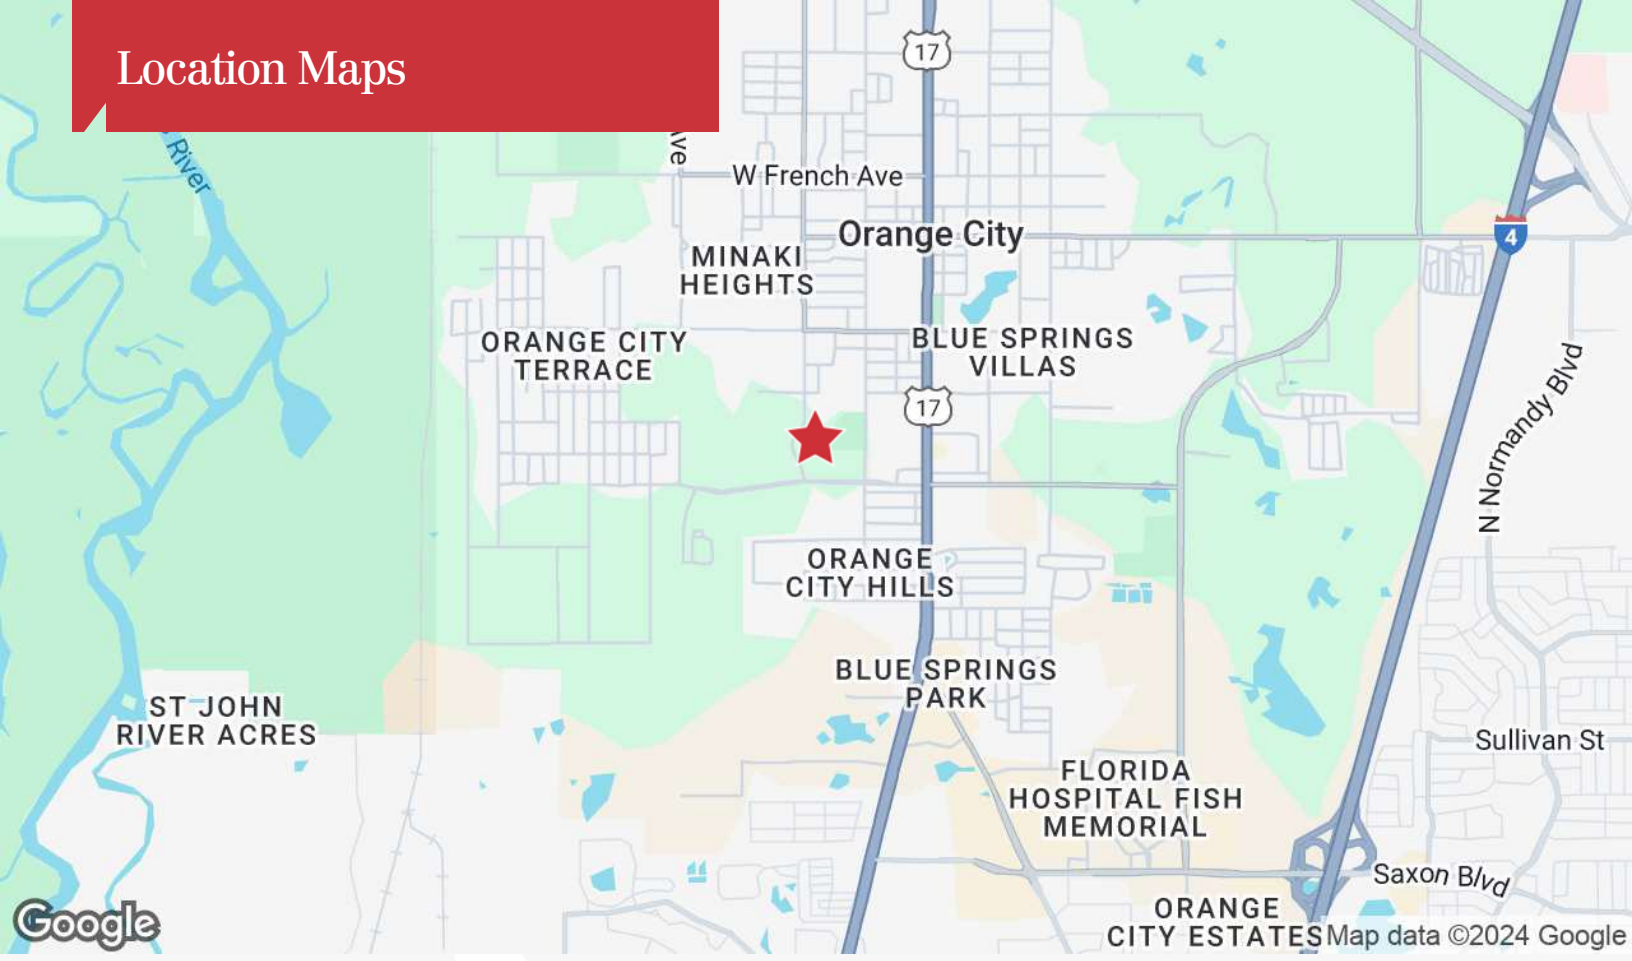 Location Maps
17
River
Ave
W French Ave
Orange City
4
MINAKI
HEIGHTS
ORANGE CITY
TERRACE
BLUE SPRINGS
VILLAS
17
N Normandy Blvd
ORANGE
CITY HILLS
BLUE SPRINGS
PARK
ST JOHN
RIVER ACRES
Sullivan St
FLORIDA
HOSPITAL FISH
MEMORIAL
Saxon Blvd
ORANGE
CITY ESTATES
Google
Map data ©2024 Google